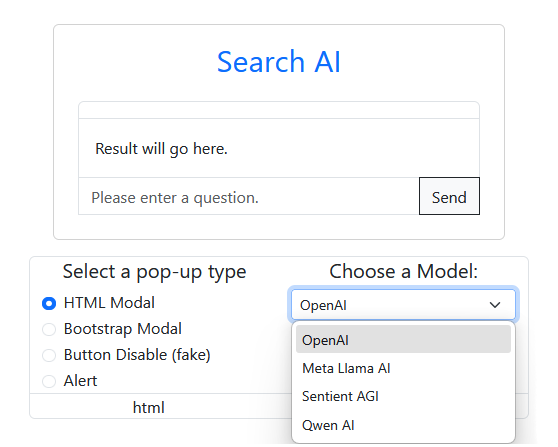 Search AI
Result will go here.
Please enter a question.
Send
Select a pop-up type
HTML Modal
Bootstrap Modal
Button Disable (fake)
Alert
html
Choose a Model:
OpenAI
OpenAI
Meta Llama AI
Sentient AGI
Qwen AI